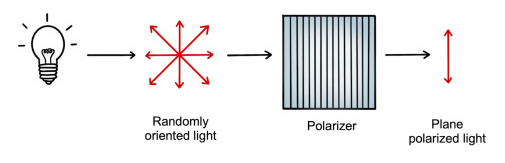 Randomly
oriented light
Polarizer
Plane
polarized light